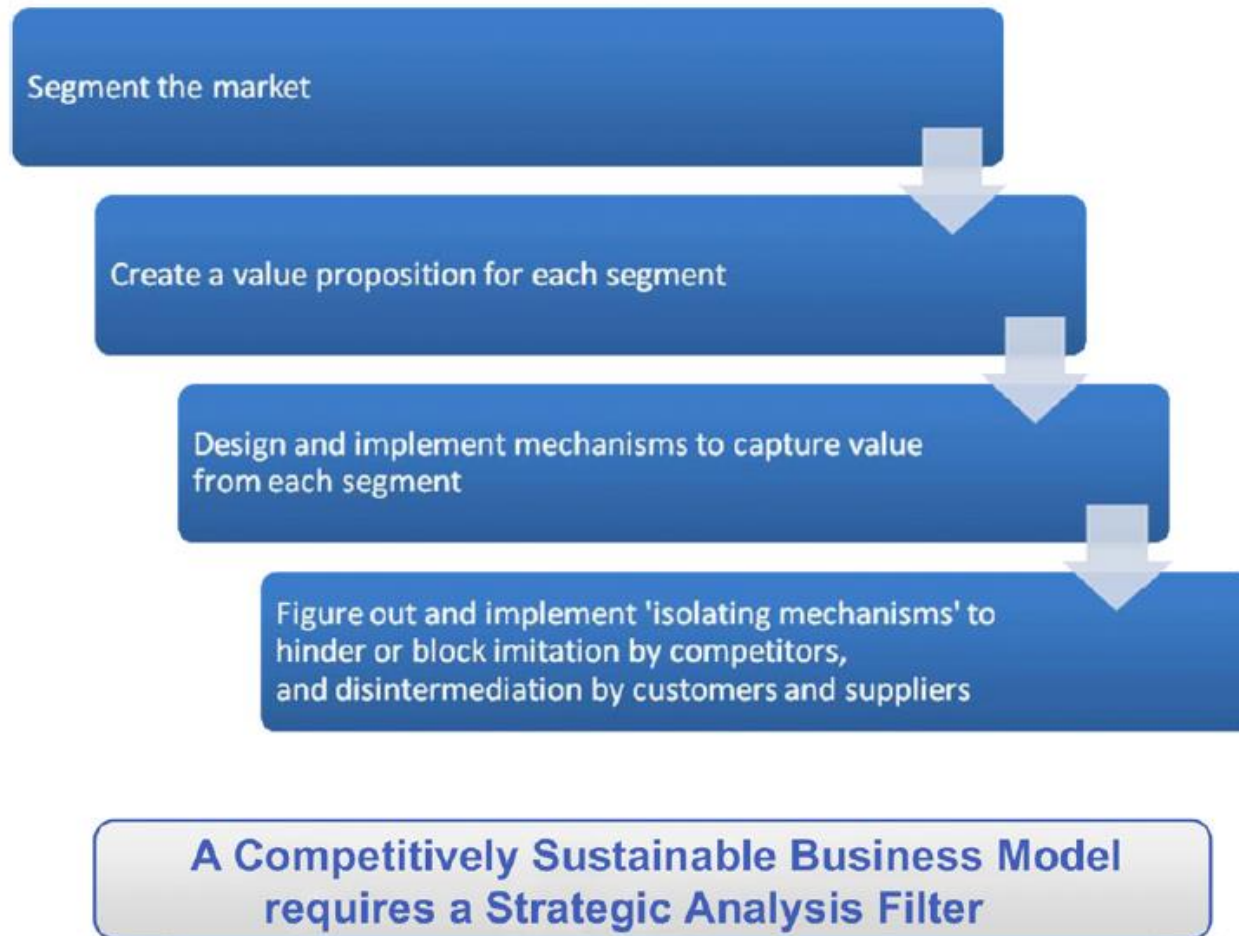 Segment the market
Create a value proposition for each segment
Design and implement mechanisms to capture value
from each segment
Figure out and implement 'isolating mechanisms' to
hinder or block imitation by competitors,
and disintermediation by customers and suppliers
A Competitively Sustainable Business Model
requires a Strategic Analysis Filter